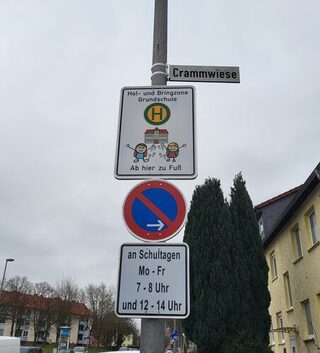 Crammwiese
Hol- und Bringzone
Grundschule
H
Ab hier zu Fuß
an Schultagen
Mo - Fr
7 - 8 Uhr
und 12 - 14 Uhr